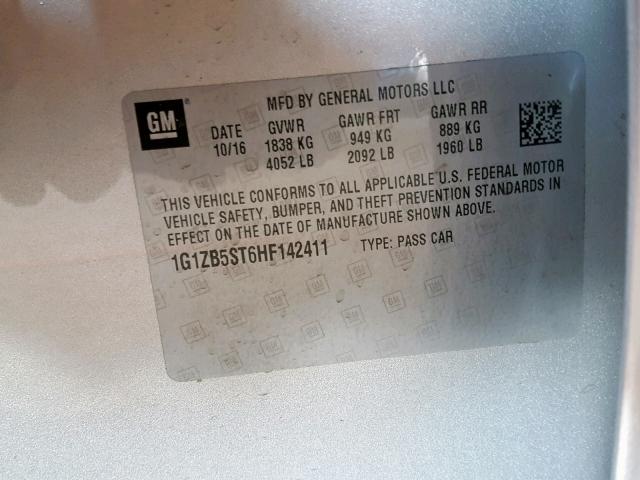 GM
MFD BY GENERAL MOTORS LLC
DATE GVWR GAWR FRT GAWR RR
10/16 1838 KG 949 KG 889 KG
4052 LB 2092 LB 1960 LB
THIS VEHICLE CONFORMS TO ALL APPLICABLE U.S. FEDERAL MOTOR
VEHICLE SAFETY, BUMPER, AND THEFT PREVENTION STANDARDS IN
EFFECT ON THE DATE OF MANUFACTURE SHOWN ABOVE.
1G1ZB5ST6HF142411 TYPE: PASS CAR